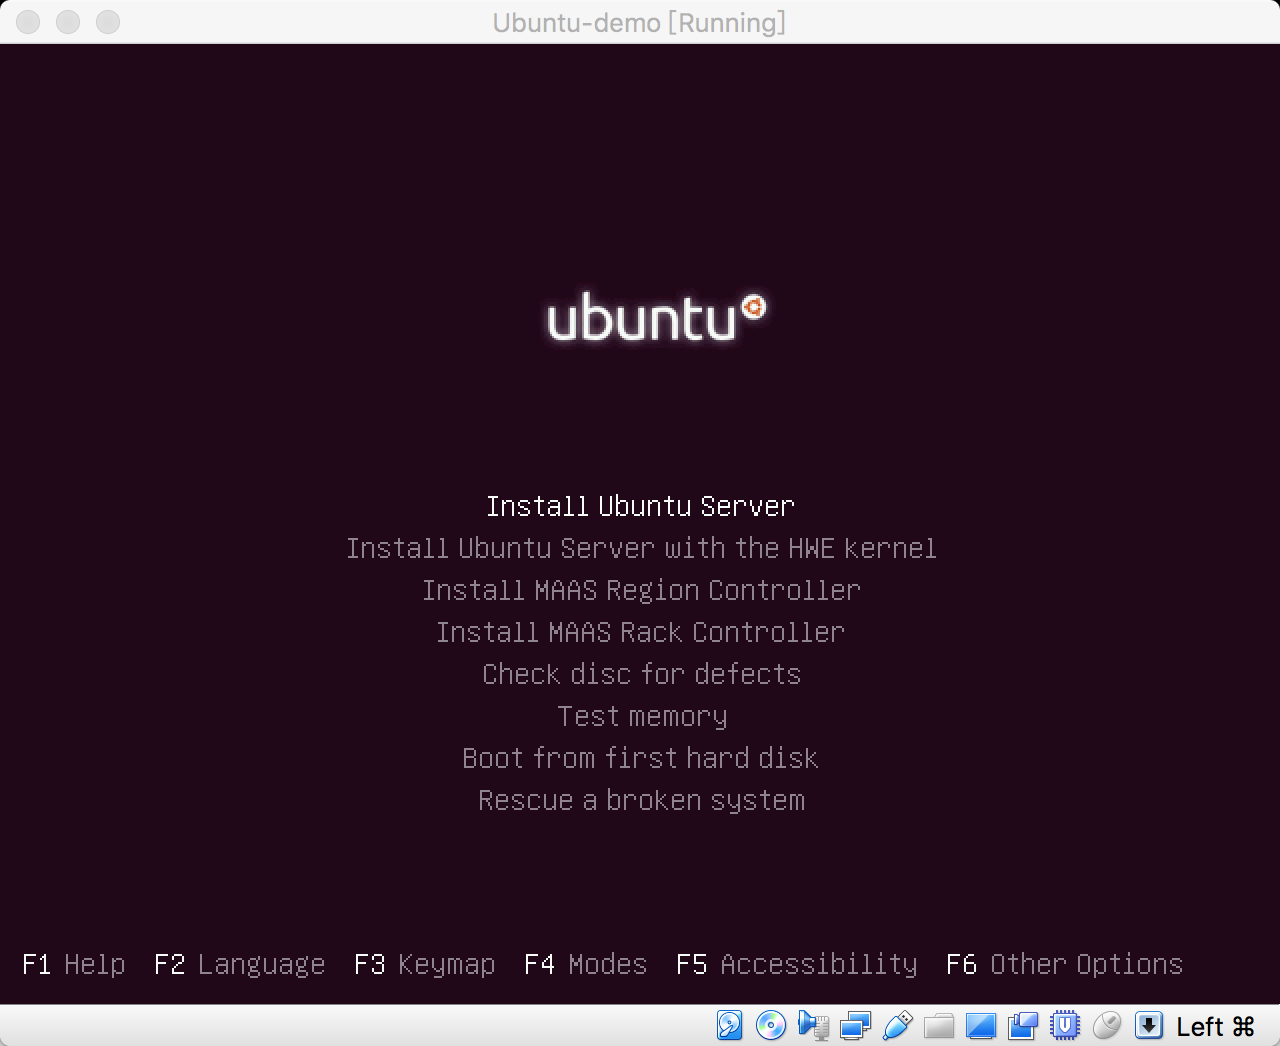 Ubuntu-demo [Running]
ubuntu
Install Ubuntu Server
Install Ubuntu Server with the HWE kernel
Install MAAS Region Controller
Install MAAS Rack Controller
Check disc for defects
Test memory
Boot from first hard disk
Rescue a broken system
F1 Help F2 Language F3 Keymap F4 Modes F5 Accessibility F6 Other Options
Left ⌘